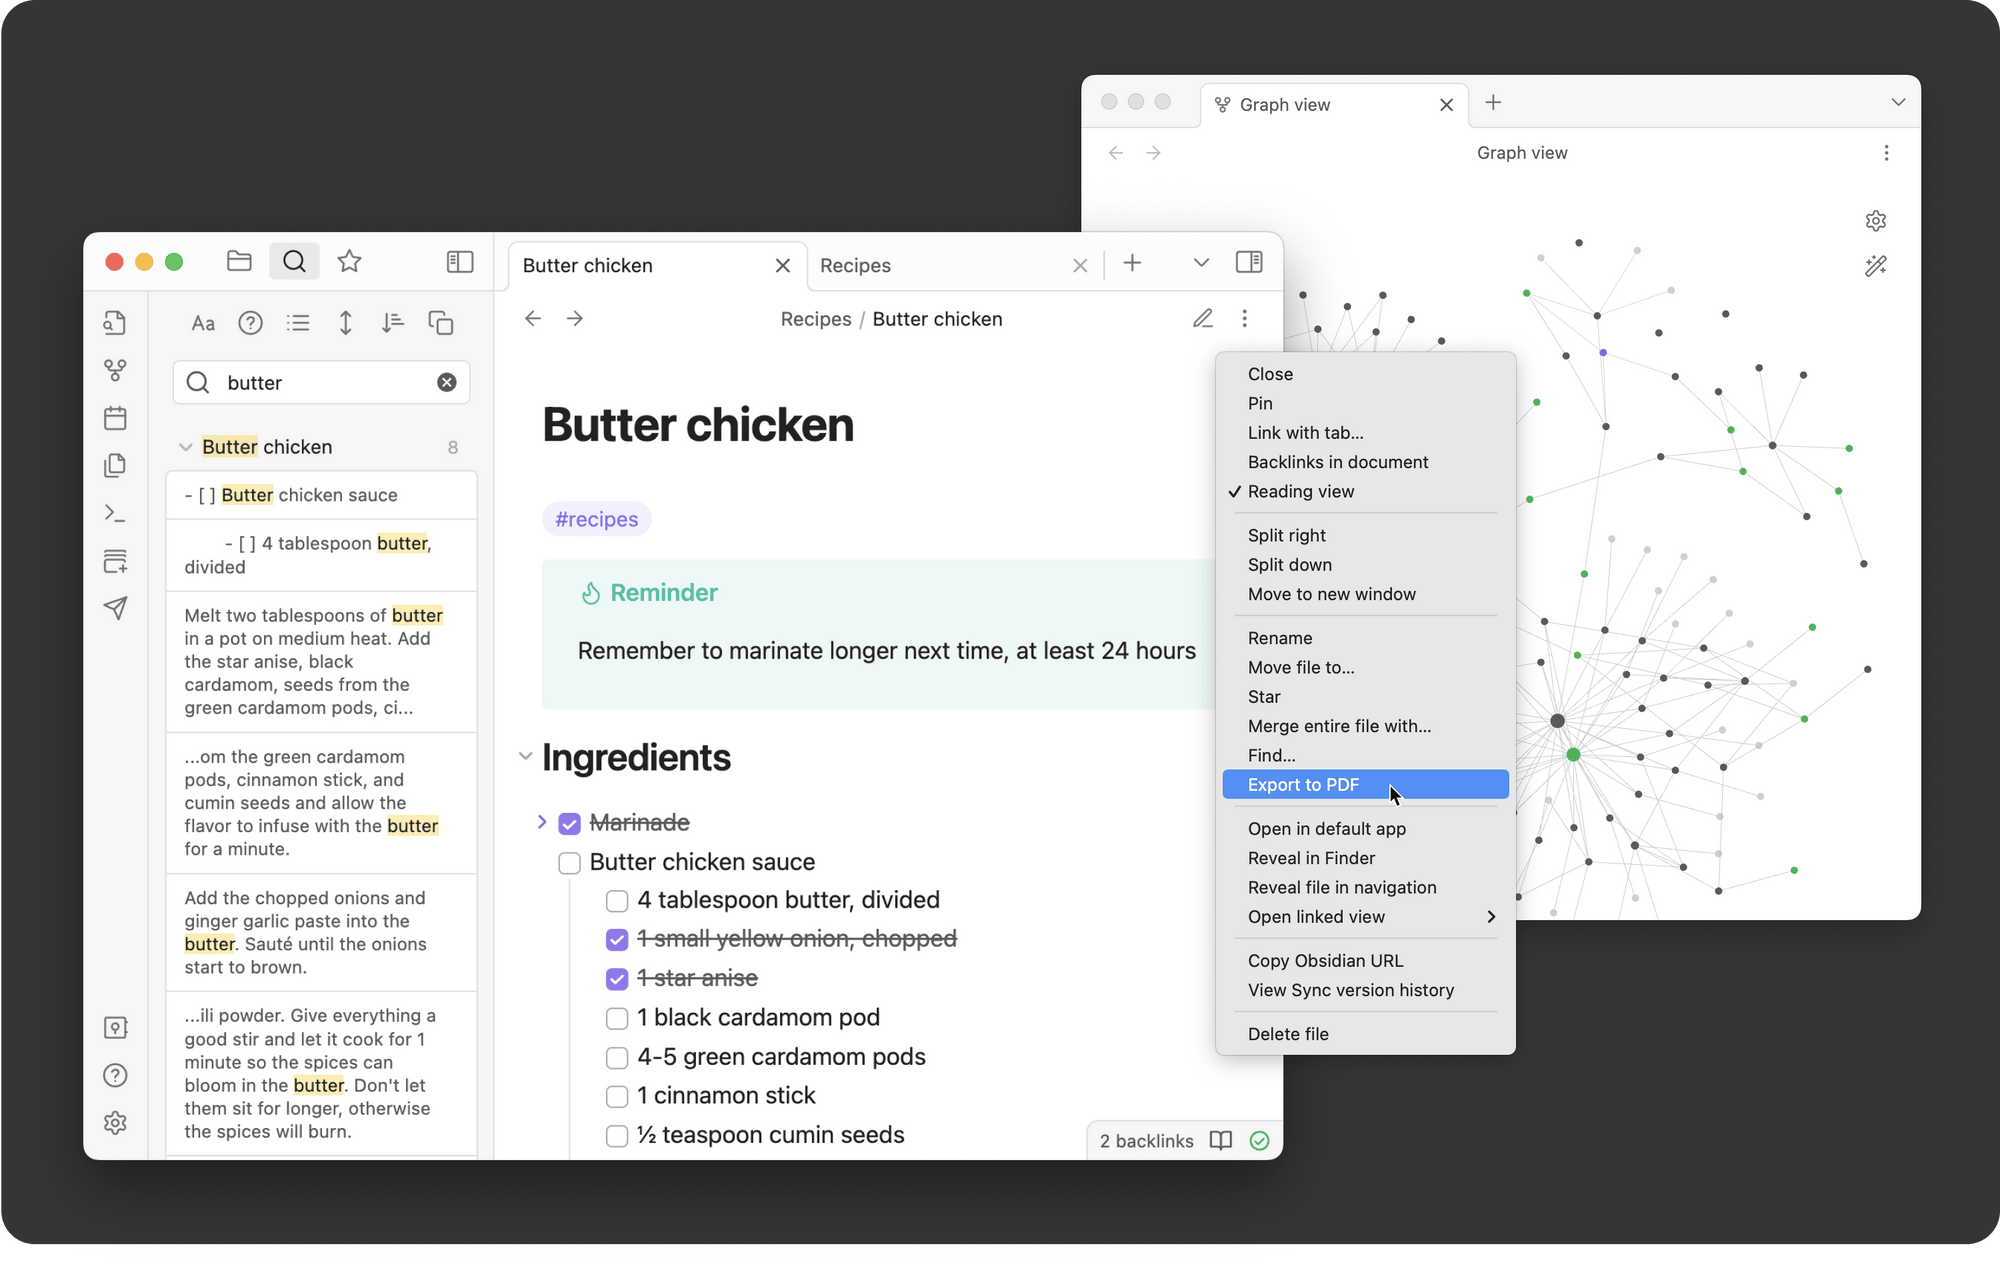 Graph view
Graph view
Butter chicken
Recipes
Aa
butter
Recipes / Butter chicken
Butter chicken 8
- [ ] Butter chicken sauce
- [ ] 4 tablespoon butter,
divided
Melt two tablespoons of butter
in a pot on medium heat. Add
the star anise, black
cardamom, seeds from the
green cardamom pods, ci...
...om the green cardamom
pods, cinnamon stick, and
cumin seeds and allow the
flavor to infuse with the butter
for a minute.
Add the chopped onions and
ginger garlic paste into the
butter. Sauté until the onions
start to brown.
...ili powder. Give everything a
good stir and let it cook for 1
minute so the spices can
bloom in the butter. Don't let
them sit for longer, otherwise
the spices will burn.
Butter chicken
#recipes
Reminder
Remember to marinate longer next time, at least 24 hours
Ingredients
Marinade
Butter chicken sauce
4 tablespoon butter, divided
1 small yellow onion, chopped
1 star anise
1 black cardamom pod
4-5 green cardamom pods
1 cinnamon stick
½ teaspoon cumin seeds
2 backlinks
Close
Pin
Link with tab...
Backlinks in document
✓ Reading view
Split right
Split down
Move to new window
Rename
Move file to...
Star
Merge entire file with...
Find...
Export to PDF
Open in default app
Reveal in Finder
Reveal file in navigation
Open linked view
Copy Obsidian URL
View Sync version history
Delete file